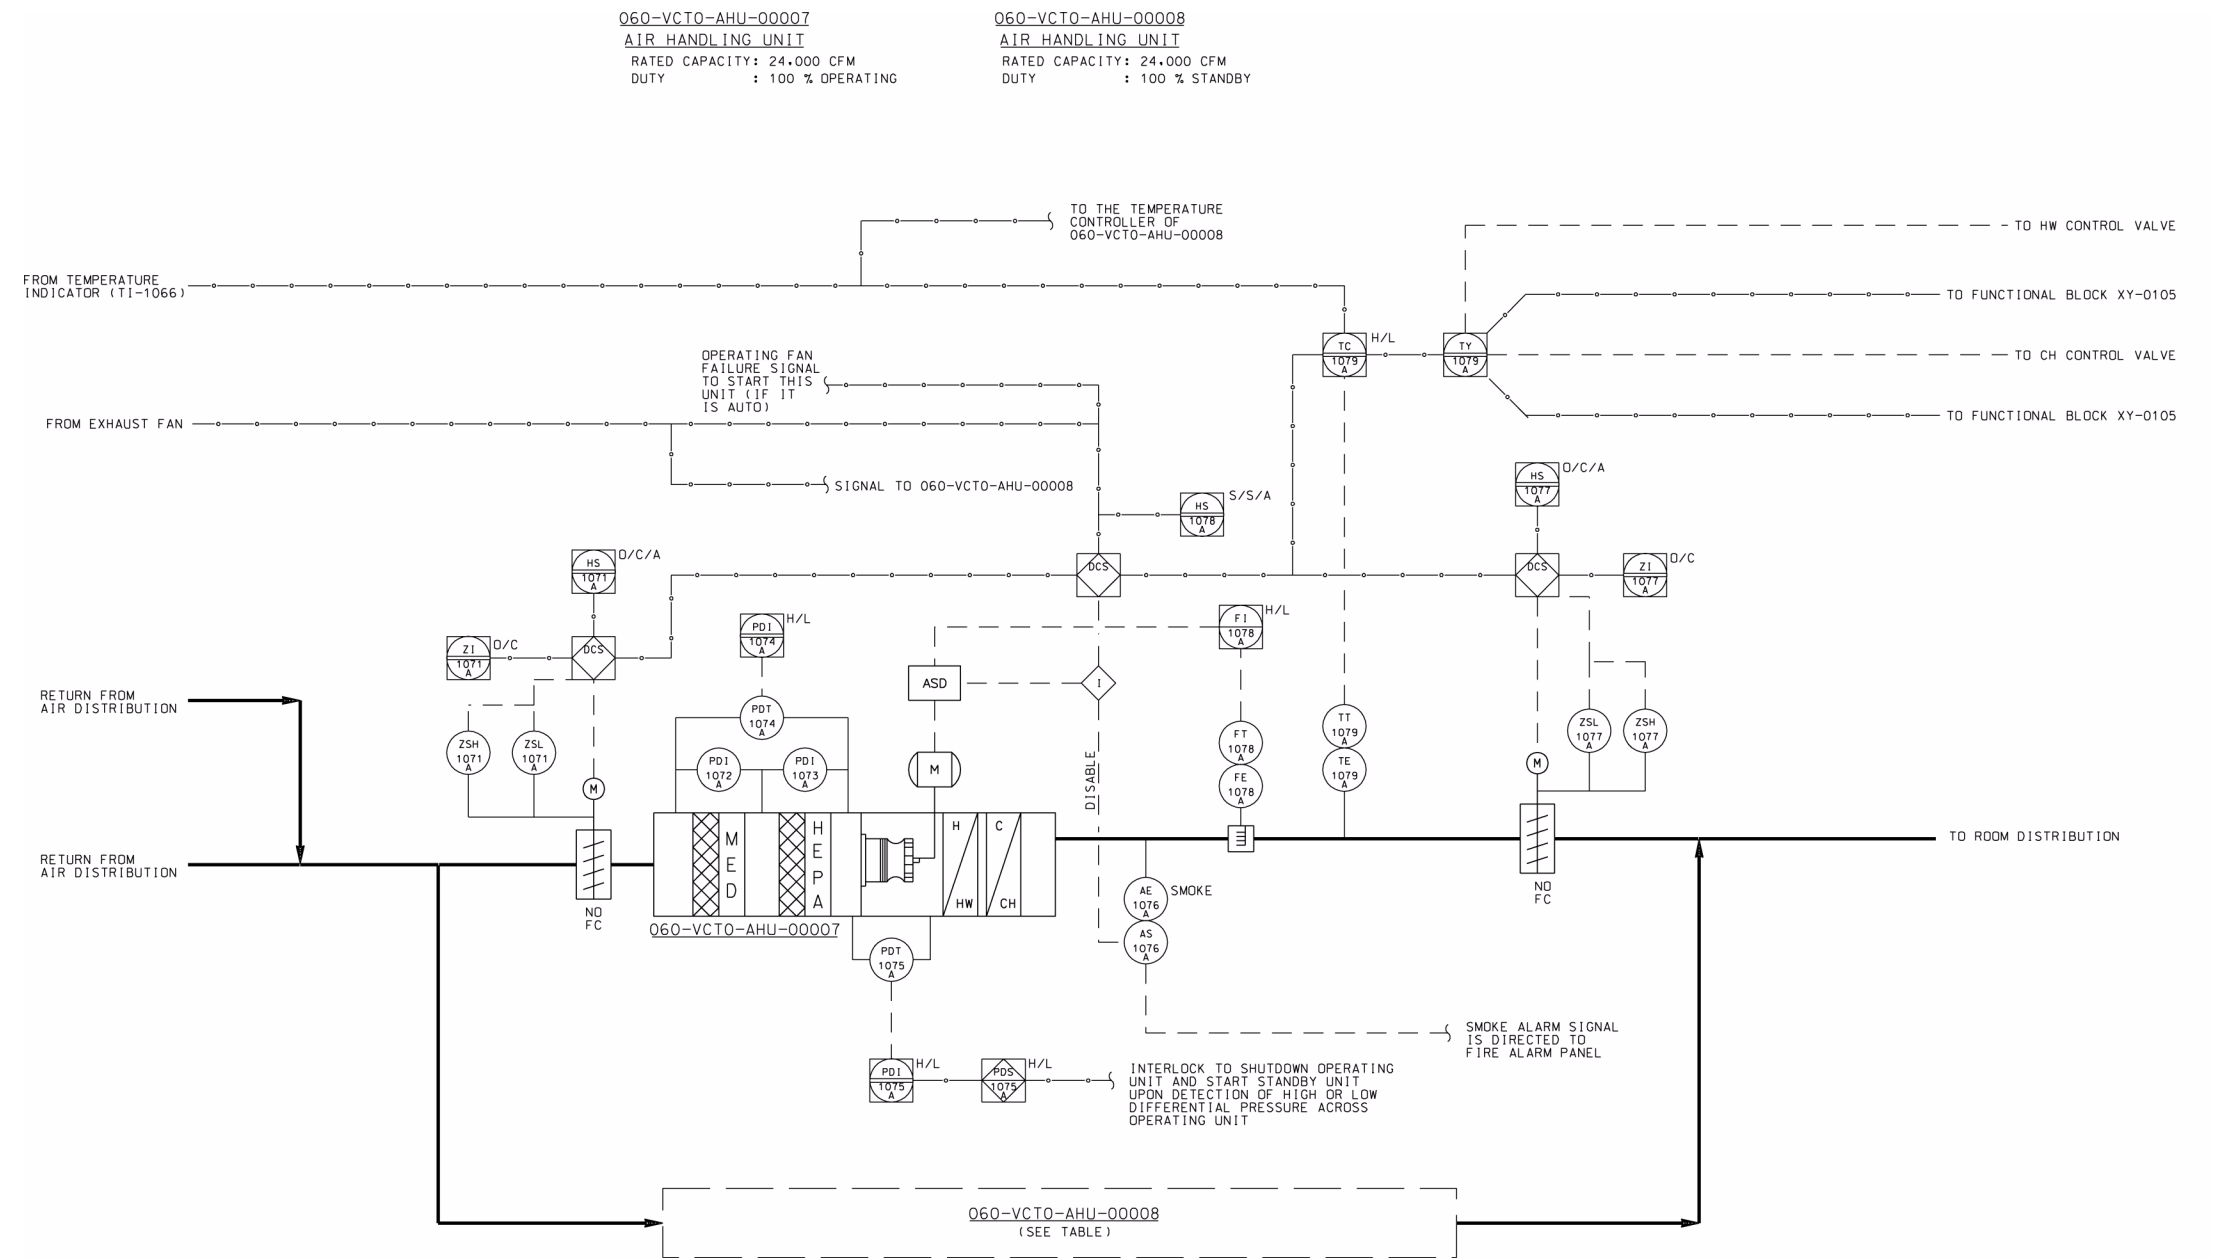 060-VCTO-AHU-00007
AIR HANDLING UNIT
RATED CAPACITY: 24,000 CFM
DUTY : 100 % OPERATING
060-VCTO-AHU-00008
AIR HANDLING UNIT
RATED CAPACITY: 24,000 CFM
DUTY : 100 % STANDBY
TO THE TEMPERATURE
CONTROLLER OF
060-VCTO-AHU-00008
TO HW CONTROL VALVE
FROM TEMPERATURE
INDICATOR (TI-1066)
TO FUNCTIONAL BLOCK XY-0105
TC
1079
A
H/L
TY
1079
A
TO CH CONTROL VALVE
OPERATING FAN
FAILURE SIGNAL
TO START THIS
UNIT (IF IT
IS AUTO)
TO FUNCTIONAL BLOCK XY-0105
FROM EXHAUST FAN
SIGNAL TO 060-VCTO-AHU-00008
HS
1078
A
S/S/A
HS
1077
A
O/C/A
HS
1071
A
O/C/A
DCS
DCS
ZI
1077
A
O/C
ZI
1071
A
O/C
DCS
PDI
1074
A
H/L
FI
1078
A
H/L
ASD
I
RETURN FROM
AIR DISTRIBUTION
PDT
1074
A
TT
1079
A
FT
1078
A
ZSL
1077
A
ZSH
1077
A
ZSH
1071
A
ZSL
1071
A
PDI
1072
A
PDI
1073
A
M
TE
1079
A
M
M
FE
1078
A
DISABLE
MED
HEPA
H
HW
C
CH
TO ROOM DISTRIBUTION
RETURN FROM
AIR DISTRIBUTION
NO
FC
NO
FC
AE
1076
A
SMOKE
060-VCTO-AHU-00007
AS
1076
A
PDT
1075
A
SMOKE ALARM SIGNAL
IS DIRECTED TO
FIRE ALARM PANEL
PDI
1075
A
H/L
PDS
1075
A
H/L
INTERLOCK TO SHUTDOWN OPERATING
UNIT AND START STANDBY UNIT
UPON DETECTION OF HIGH OR LOW
DIFFERENTIAL PRESSURE ACROSS
OPERATING UNIT
060-VCTO-AHU-00008
(SEE TABLE)